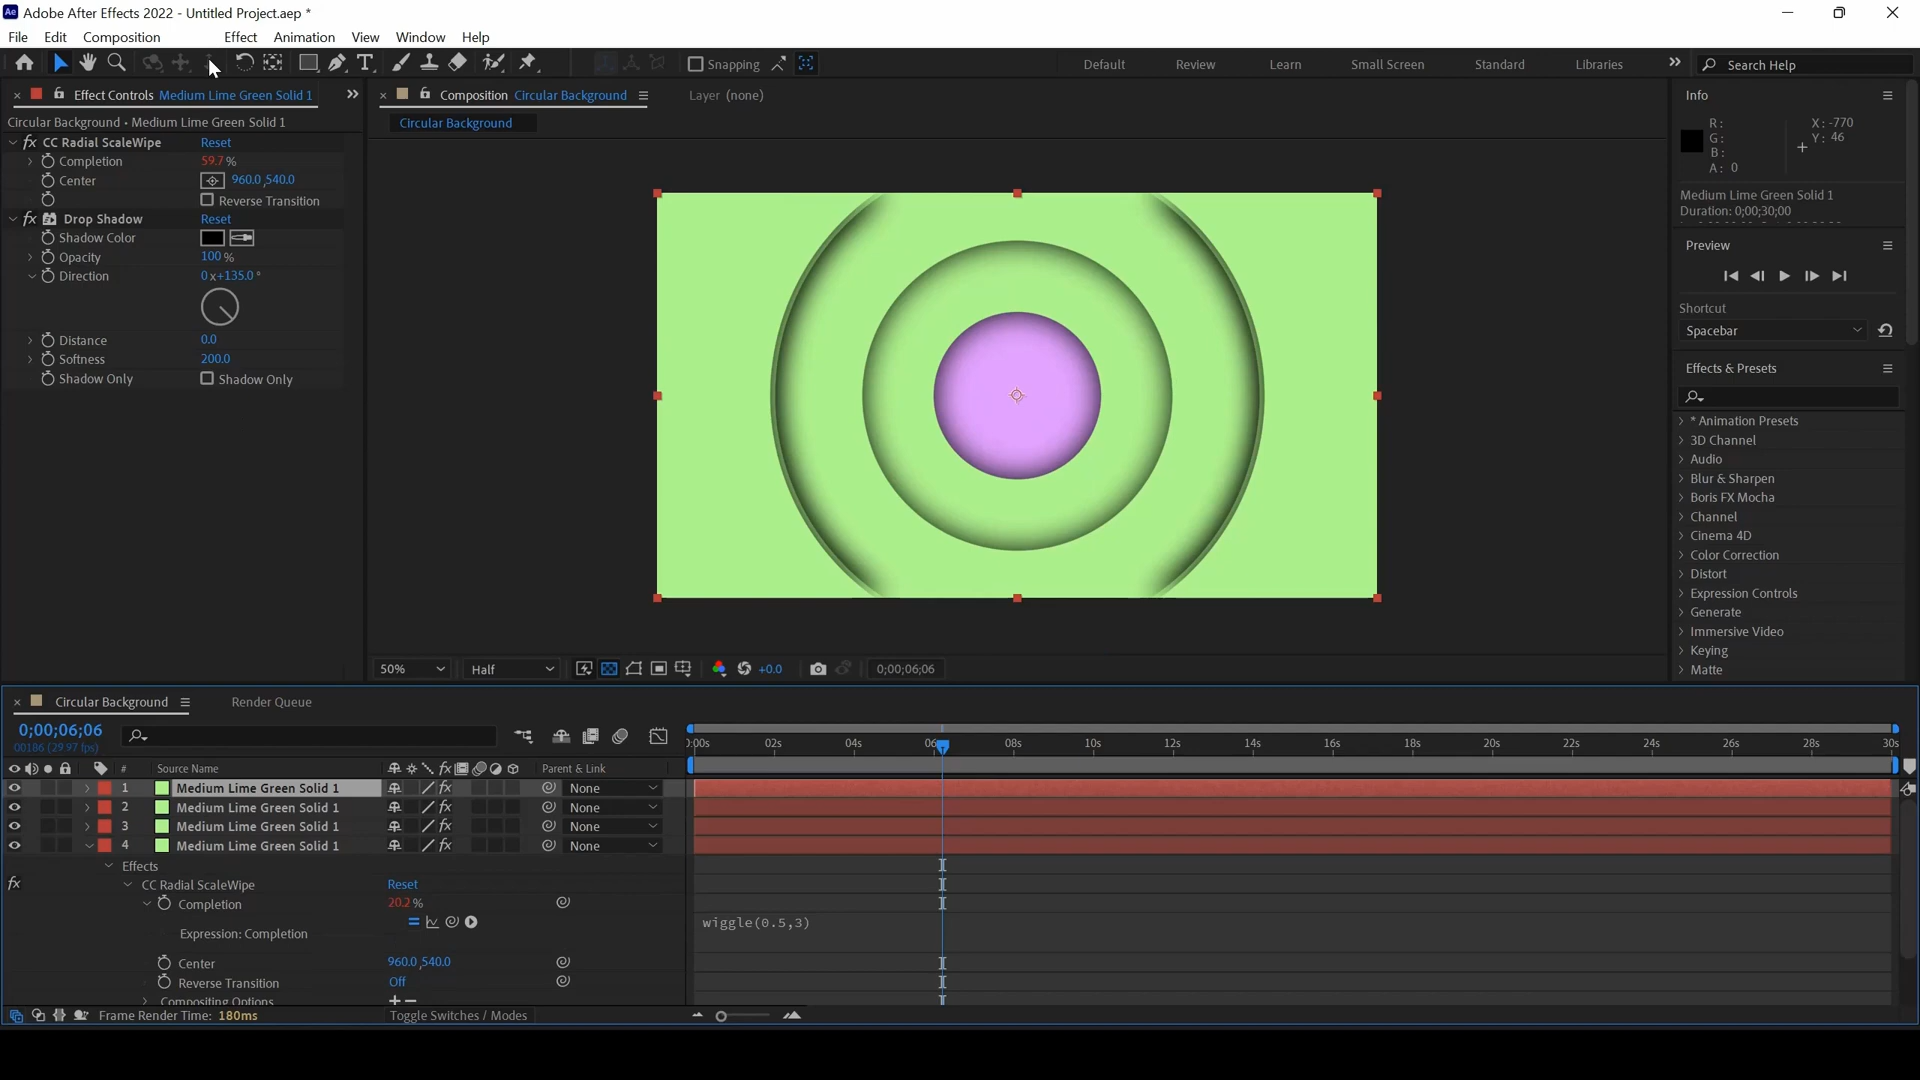 Ae Adobe After Effects 2022 - Untitled Project.aep *
File Edit Composition Effect Animation View Window Help
Snapping Default Review Learn Small Screen Standard Libraries Search Help
Effect Controls Medium Lime Green Solid 1
Circular Background • Medium Lime Green Solid 1
fx CC Radial ScaleWipe Reset
Completion 59.7 %
Center 960.0 ,540.0
Reverse Transition
fx Drop Shadow Reset
Shadow Color
Opacity 100 %
Direction 0 x+135.0 °
Distance 0.0
Softness 200.0
Shadow Only Shadow Only
Composition Circular Background Layer (none)
Circular Background
50% Half +0.0 0;00;06;06
Info
R: X: -770
G: Y: 46
B:
A: 0
Medium Lime Green Solid 1
Duration: 0;00;30;00
Preview
Shortcut
Spacebar
Effects & Presets
* Animation Presets
3D Channel
Audio
Blur & Sharpen
Boris FX Mocha
Channel
Cinema 4D
Color Correction
Distort
Expression Controls
Generate
Immersive Video
Keying
Matte
Circular Background Render Queue
0;00;06;06
00186 (29.97 fps)
0:00s 02s 04s 06 08s 10s 12s 14s 16s 18s 20s 22s 24s 26s 28s 30s
# Source Name fx Parent & Link
1 Medium Lime Green Solid 1 fx None
2 Medium Lime Green Solid 1 fx None
3 Medium Lime Green Solid 1 fx None
4 Medium Lime Green Solid 1 fx None
Effects
fx CC Radial ScaleWipe Reset
Completion 20.2 %
wiggle(0.5,3)
Expression: Completion
Center 960.0 ,540.0
Reverse Transition Off
Compositing Options + –
Frame Render Time: 180ms Toggle Switches / Modes